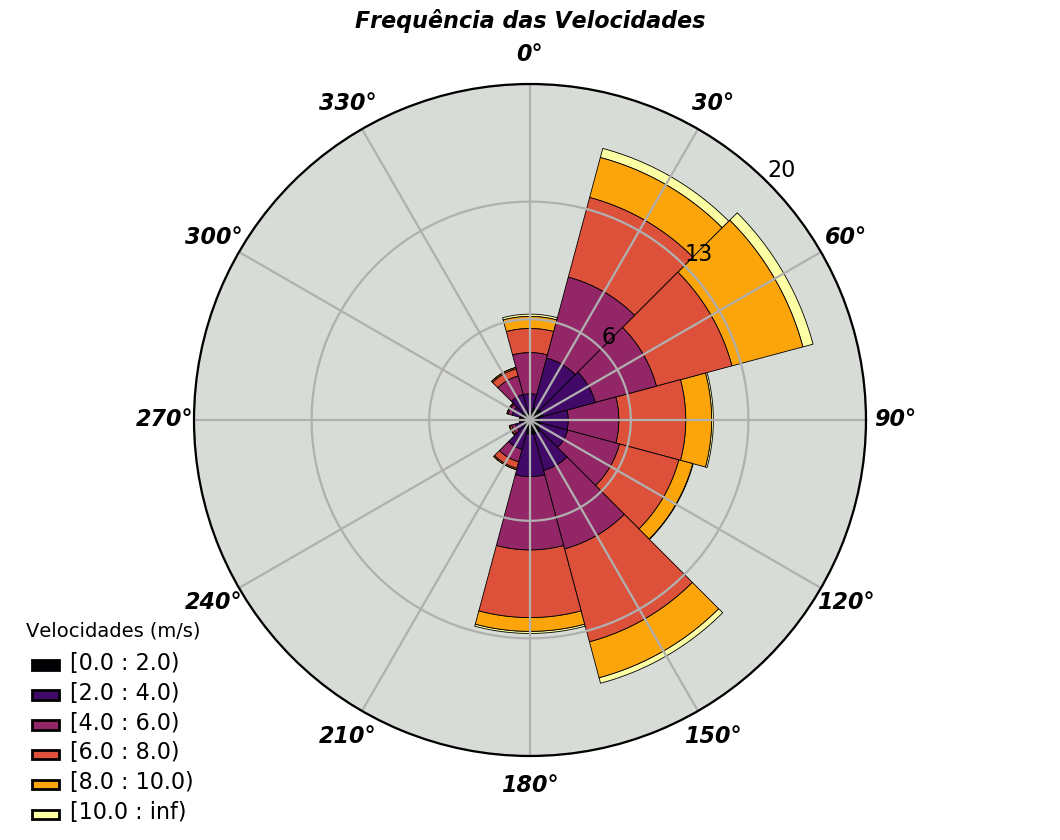 Frequência das Velocidades
0°
330°
30°
20
300°
60°
13
6
270°
90°
240°
120°
210°
150°
180°
Velocidades (m/s)
[0.0 : 2.0)
[2.0 : 4.0)
[4.0 : 6.0)
[6.0 : 8.0)
[8.0 : 10.0)
[10.0 : inf)